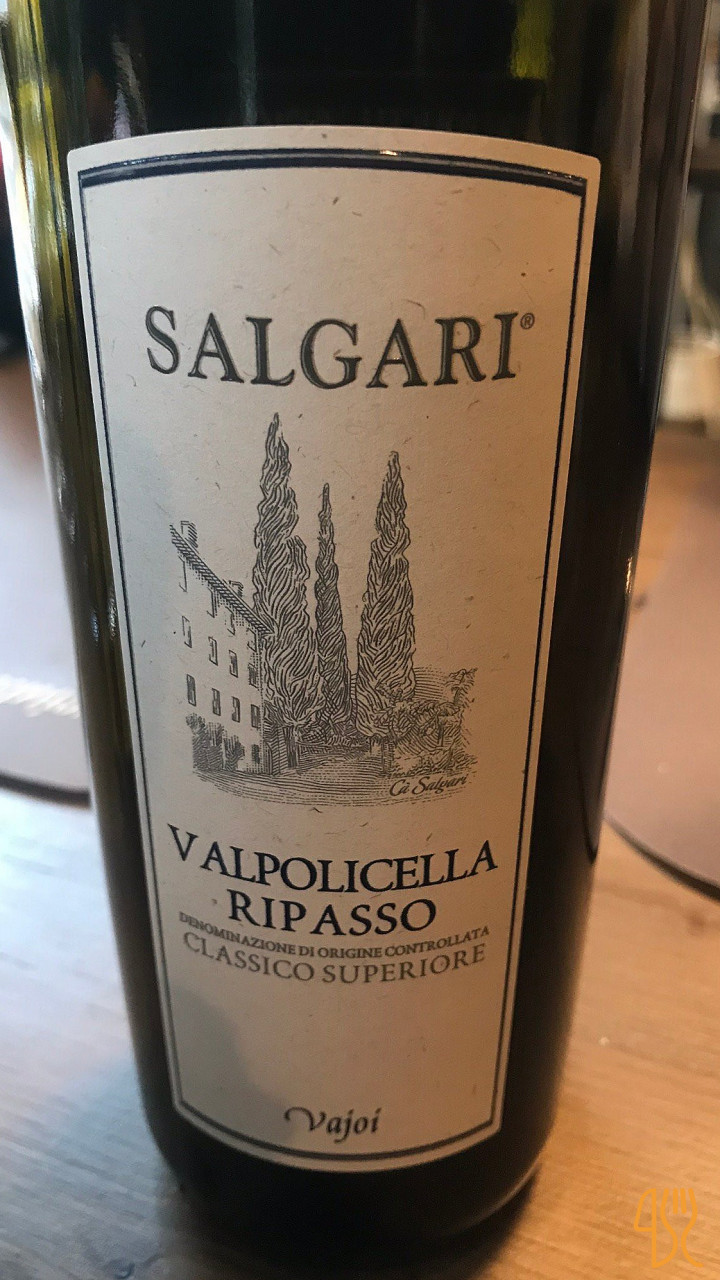 SALGARI®
Cà Salgari
VALPOLICELLA
RIPASSO
DENOMINAZIONE DI ORIGINE CONTROLLATA
CLASSICO SUPERIORE
Vajoi